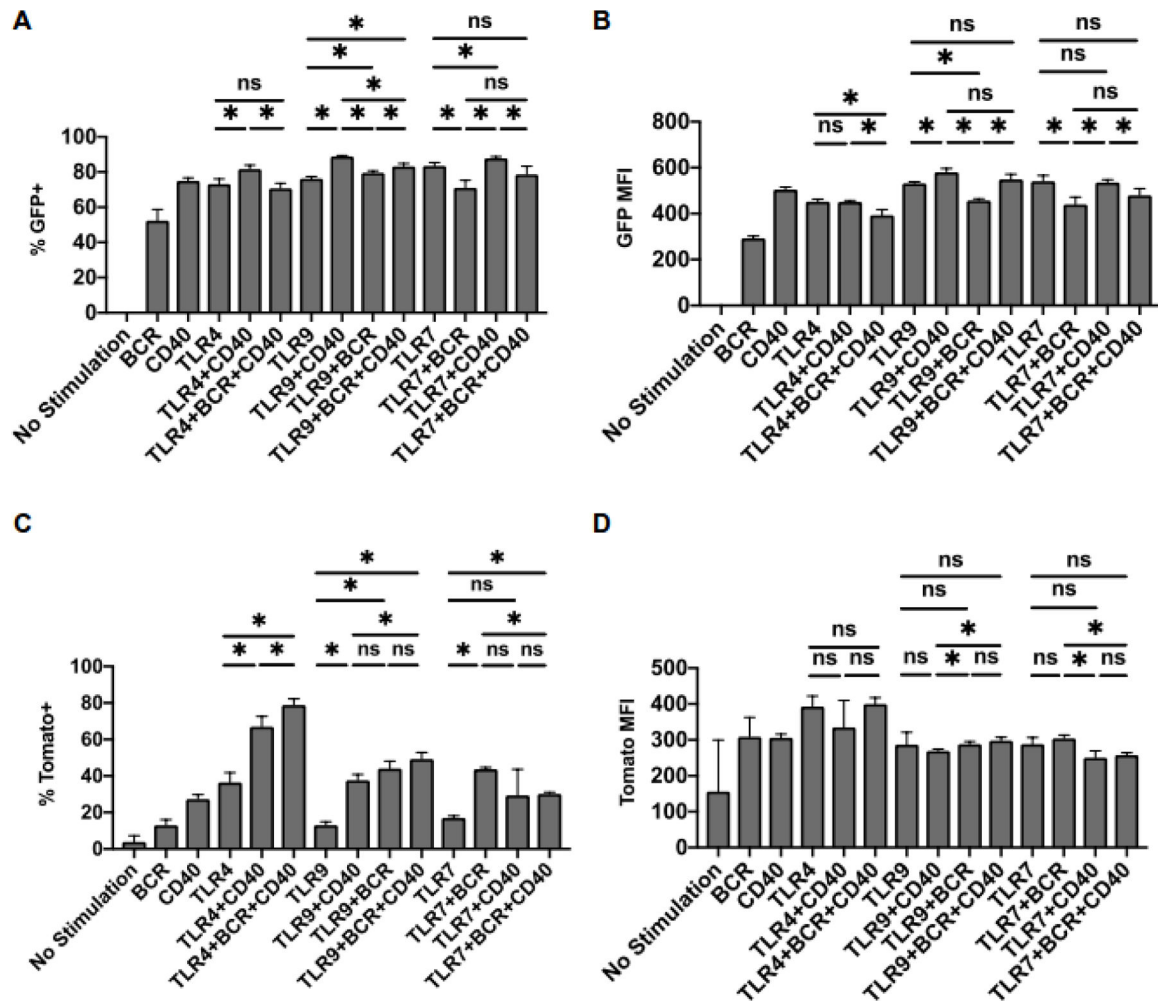 A
*
ns
*
*
ns
*
ns
*
*
*
*
*
*
*
*
% GFP+
100
80
60
40
20
0
No Stimulation
BCR
CD40
TLR4
TLR4+CD40
TLR4+BCR+CD40
TLR9
TLR9+CD40
TLR9+BCR
TLR9+BCR+CD40
TLR7
TLR7+BCR
TLR7+CD40
TLR7+BCR+CD40
B
ns
ns
*
ns
*
ns
ns
ns
*
*
*
*
*
*
*
GFP MFI
800
600
400
200
0
No Stimulation
BCR
CD40
TLR4
TLR4+CD40
TLR4+BCR+CD40
TLR9
TLR9+CD40
TLR9+BCR
TLR9+BCR+CD40
TLR7
TLR7+BCR
TLR7+CD40
TLR7+BCR+CD40
C
*
*
*
ns
*
*
*
*
*
*
ns
ns
*
ns
ns
% Tomato+
100
80
60
40
20
0
No Stimulation
BCR
CD40
TLR4
TLR4+CD40
TLR4+BCR+CD40
TLR9
TLR9+CD40
TLR9+BCR
TLR9+BCR+CD40
TLR7
TLR7+BCR
TLR7+CD40
TLR7+BCR+CD40
D
ns
ns
ns
ns
ns
*
*
ns
ns
ns
*
ns
ns
*
ns
Tomato MFI
500
400
300
200
100
0
No Stimulation
BCR
CD40
TLR4
TLR4+CD40
TLR4+BCR+CD40
TLR9
TLR9+CD40
TLR9+BCR
TLR9+BCR+CD40
TLR7
TLR7+BCR
TLR7+CD40
TLR7+BCR+CD40